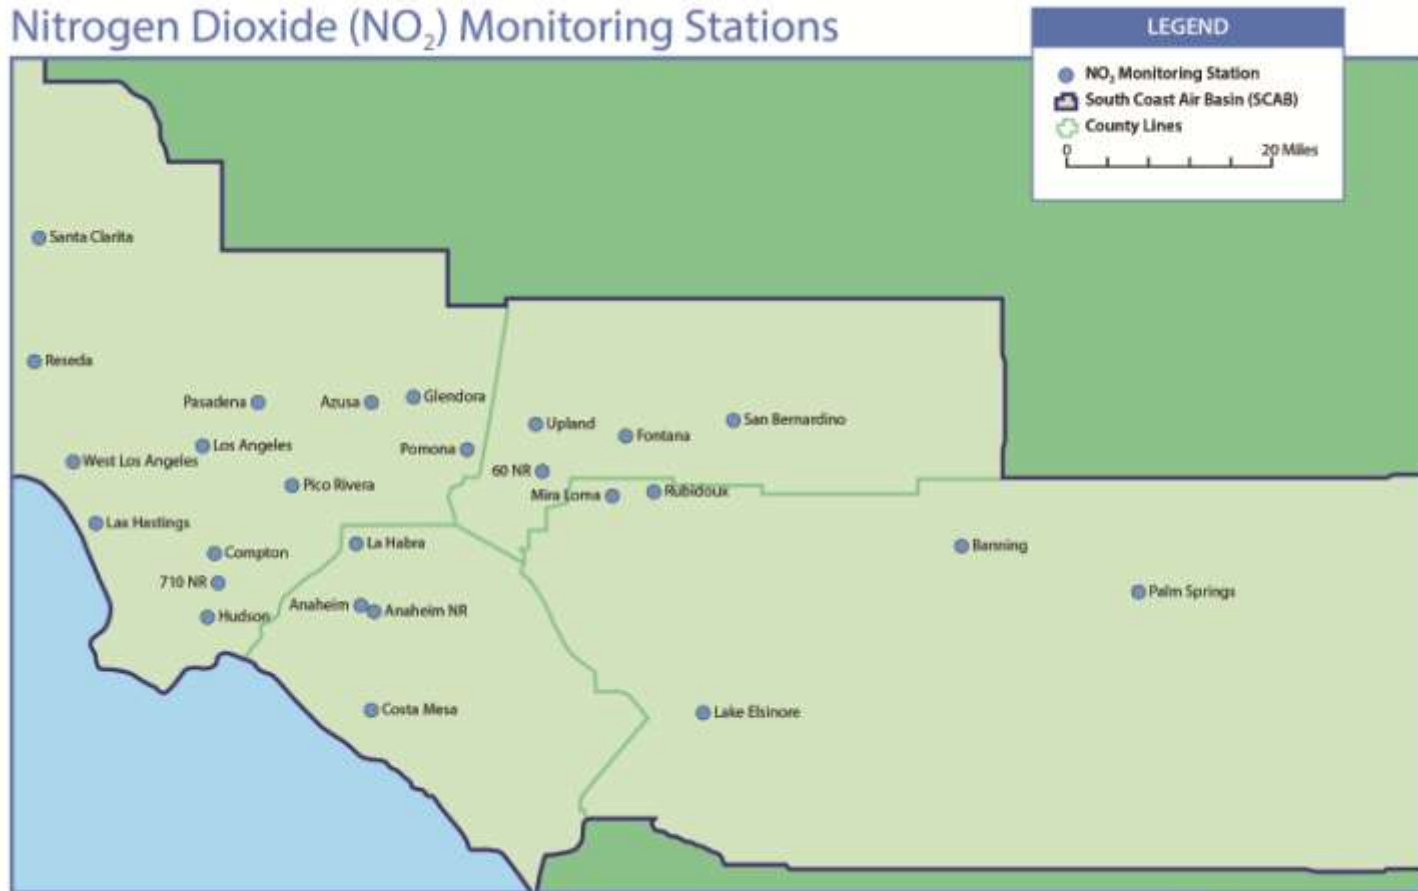 Nitrogen Dioxide (NO₂) Monitoring Stations
LEGEND
NO₂ Monitoring Station
South Coast Air Basin (SCAB)
County Lines
0 20 Miles
Santa Clarita
Reseda
Pasadena
Azusa
Glendora
Upland
San Bernardino
Fontana
Los Angeles
Pomona
West Los Angeles
60 NR
Pico Rivera
Mira Loma
Rubidoux
Lax Hastings
La Habra
Banning
Compton
710 NR
Palm Springs
Anaheim
Anaheim NR
Hudson
Costa Mesa
Lake Elsinore